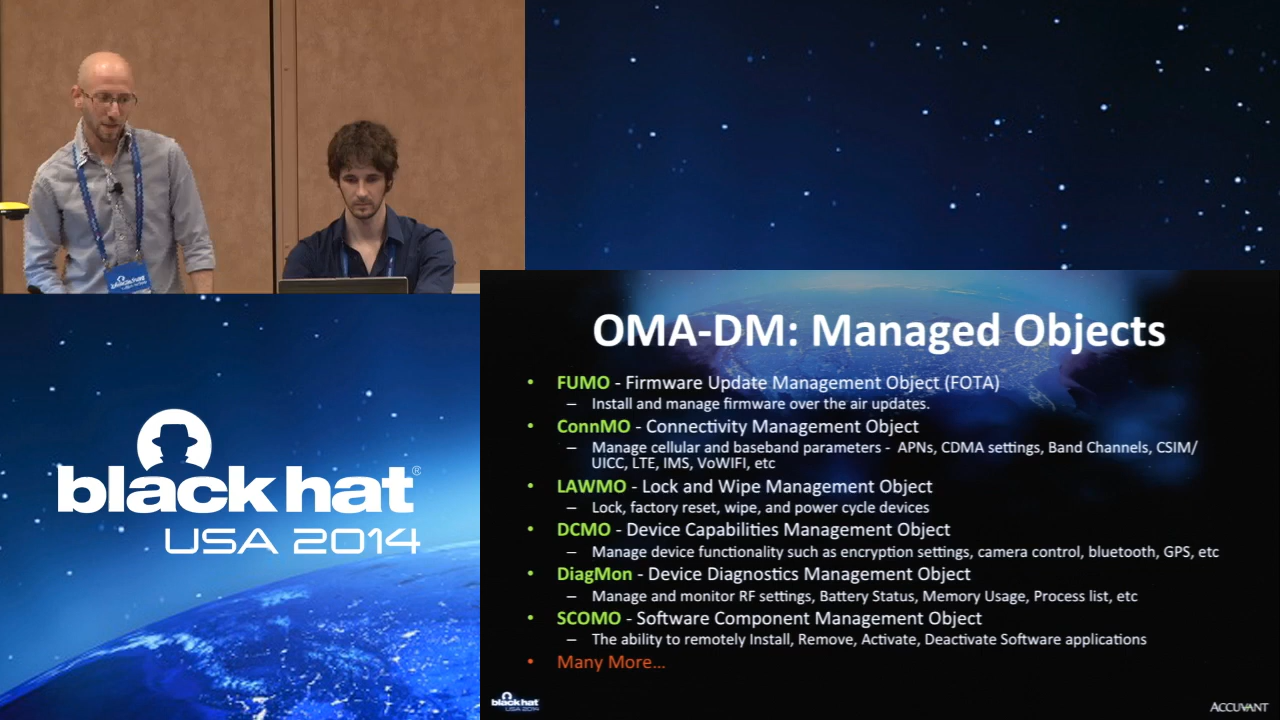 blackhat
black hat®
USA 2014
OMA-DM: Managed Objects
• FUMO - Firmware Update Management Object (FOTA)
– Install and manage firmware over the air updates.
• ConnMO - Connectivity Management Object
– Manage cellular and baseband parameters - APNs, CDMA settings, Band Channels, CSIM/
UICC, LTE, IMS, VoWIFI, etc
• LAWMO - Lock and Wipe Management Object
– Lock, factory reset, wipe, and power cycle devices
• DCMO - Device Capabilities Management Object
– Manage device functionality such as encryption settings, camera control, bluetooth, GPS, etc
• DiagMon - Device Diagnostics Management Object
– Manage and monitor RF settings, Battery Status, Memory Usage, Process list, etc
• SCOMO - Software Component Management Object
– The ability to remotely Install, Remove, Activate, Deactivate Software applications
• Many More...
black hat
USA 2014
ACCUVANT